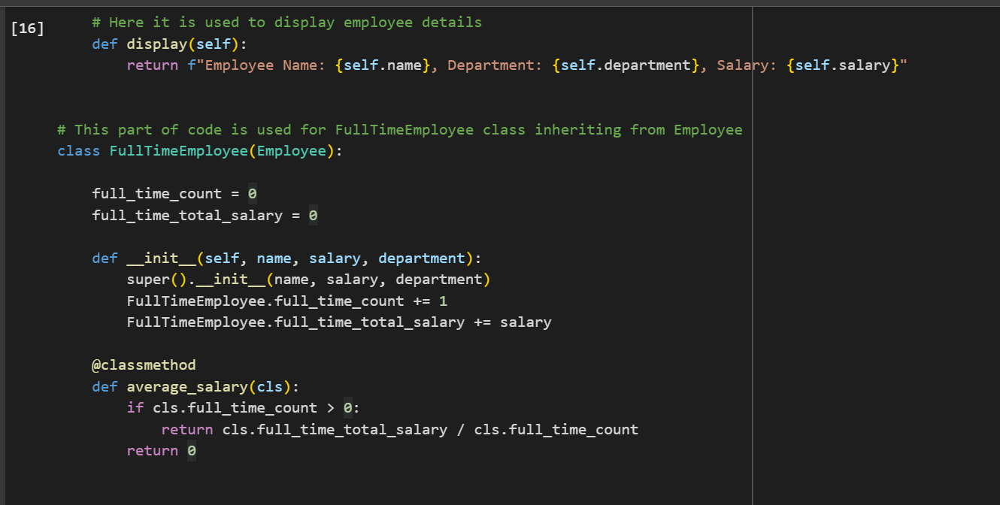 [16]
# Here it is used to display employee details
def display(self):
return f"Employee Name: {self.name}, Department: {self.department}, Salary: {self.salary}"
# This part of code is used for FullTimeEmployee class inheriting from Employee
class FullTimeEmployee(Employee):
full_time_count = 0
full_time_total_salary = 0
def __init__(self, name, salary, department):
super().__init__(name, salary, department)
FullTimeEmployee.full_time_count += 1
FullTimeEmployee.full_time_total_salary += salary
@classmethod
def average_salary(cls):
if cls.full_time_count > 0:
return cls.full_time_total_salary / cls.full_time_count
return 0